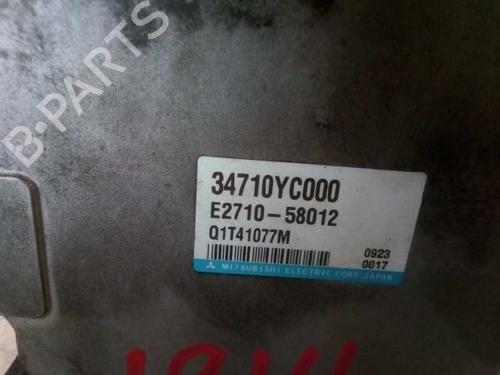 B-PARTS
34710YC000
E2710-58012
Q1T41077M
0923
0017
MITSUBISHI ELECTRIC CORP. JAPAN